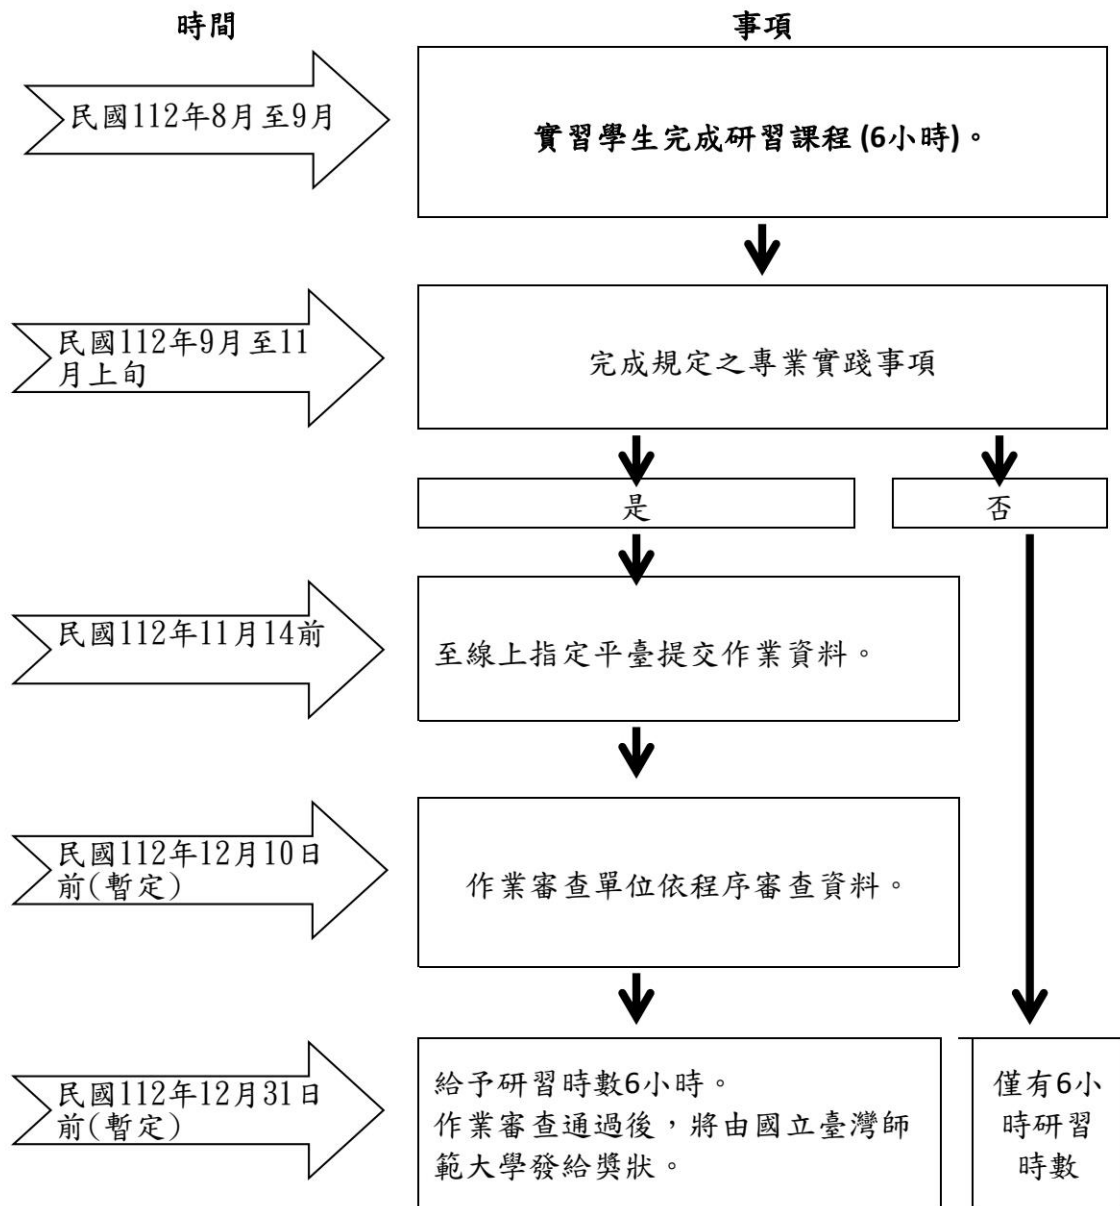 時間
事項
民國112年8月至9月
實習學生完成研習課程 (6小時)。
民國112年9月至11
月上旬
完成規定之專業實踐事項
是
否
民國112年11月14前
至線上指定平臺提交作業資料。
民國112年12月10日
前(暫定)
作業審查單位依程序審查資料。
民國112年12月31日
前(暫定)
給予研習時數6小時。
作業審查通過後，將由國立臺灣師
範大學發給獎狀。
僅有6小
時研習
時數